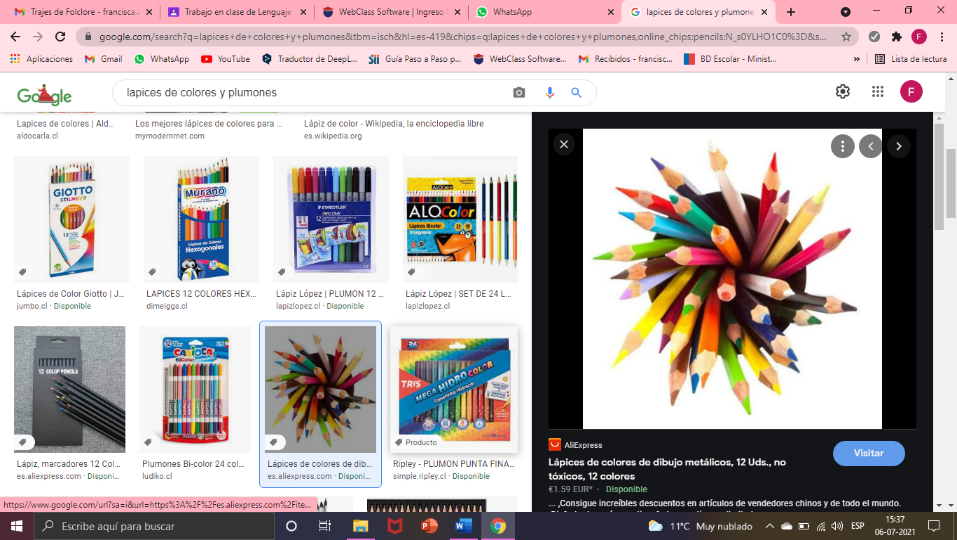 Trajes de Folclore - francisca.a
Trabajo en clase de Lenguaje
WebClass Software | Ingreso
WhatsApp
lapices de colores y plumones
google.com/search?q=lapices+de+colores+y+plumones&tbm=isch&hl=es-419&chips=q:lapices+de+colores+y+plumones,online_chips:pencils:N_s0YLHO1C0%3D&s...
Aplicaciones
Gmail
WhatsApp
YouTube
Traductor de DeepL...
Guía Paso a Paso p...
WebClass Software...
Recibidos - francisc...
BD Escolar - Minist...
»
Lista de lectura
Google
lapices de colores y plumones
F
Lapices de colores | Ald...
aldocarla.cl
Los mejores lápices de colores para ...
mymodernmet.com
Lápiz de color - Wikipedia, la enciclopedia libre
es.wikipedia.org
GIOTTO
STILNOVO
MURANO
Lápices de Colores
Hexagonales
STAEDTLER
ALOColor
Lápices Bicolor
Lápices de Color Giotto | J...
jumbo.cl · Disponible
LAPICES 12 COLORES HEX...
dimeiggs.cl · Disponible
Lápiz López | PLUMON 12 ...
lapizlopez.cl · Disponible
Lápiz López | SET DE 24 L...
lapizlopez.cl
12 COLOR PENCILS
CARIOCA
TRIS
MEGA HIDRO COLOR
Producto
Lápiz, marcadores 12 Col...
es.aliexpress.com · Disponi...
Plumones Bi-color 24 col...
ludiko.cl
Lápices de colores de dib...
es.aliexpress.com · Disponi...
Ripley - PLUMON PUNTA FINA...
simple.ripley.cl · Disponible
AliExpress
Lápices de colores de dibujo metálicos, 12 Uds., no
tóxicos, 12 colores
€1.59 EUR* · Disponible
Visitar
... ¡Consigue increíbles descuentos en artículos de vendedores chinos y de todo el mundo.
https://www.google.com/url?sa=i&url=https%3A%2F%2Fes.aliexpress.com%2Fite...
Escribe aquí para buscar
11°C Muy nublado
ESP
15:37
06-07-2021